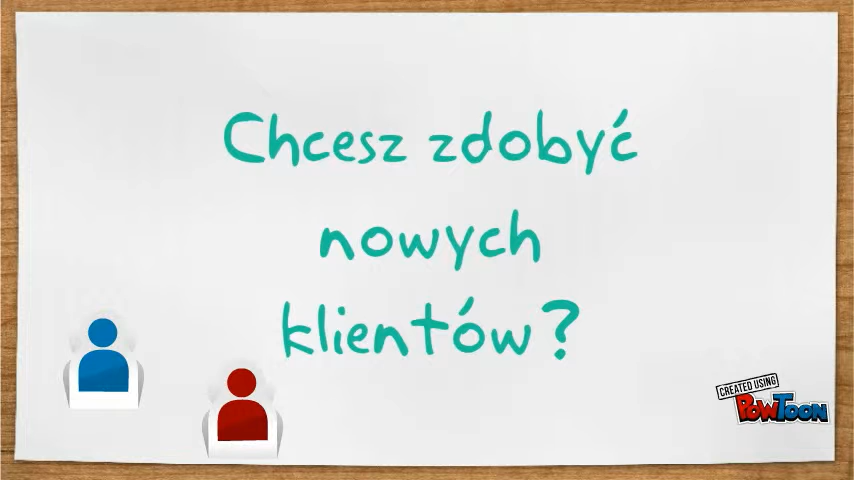 Chcesz zdobyć
nowych
klientów?
CREATED USING
PowToon